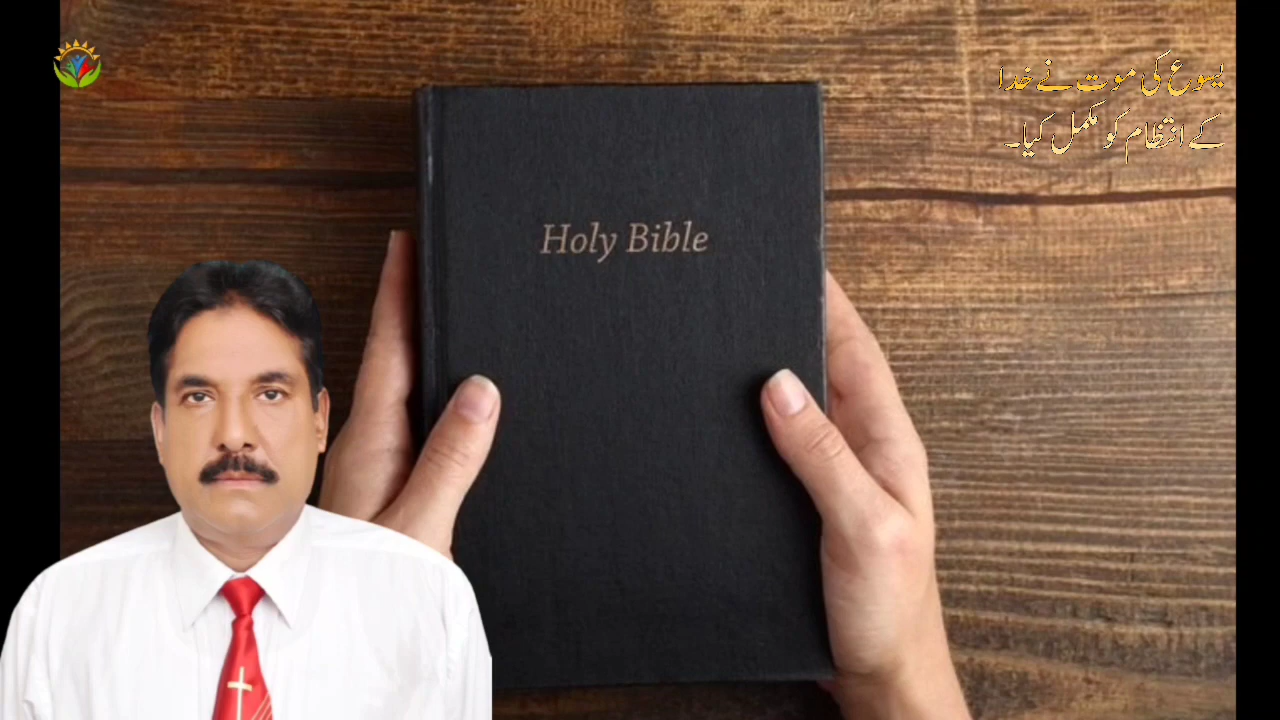 یسوع کی موت نے خدا
کے انتظام کو مکمل کیا۔
Holy Bible